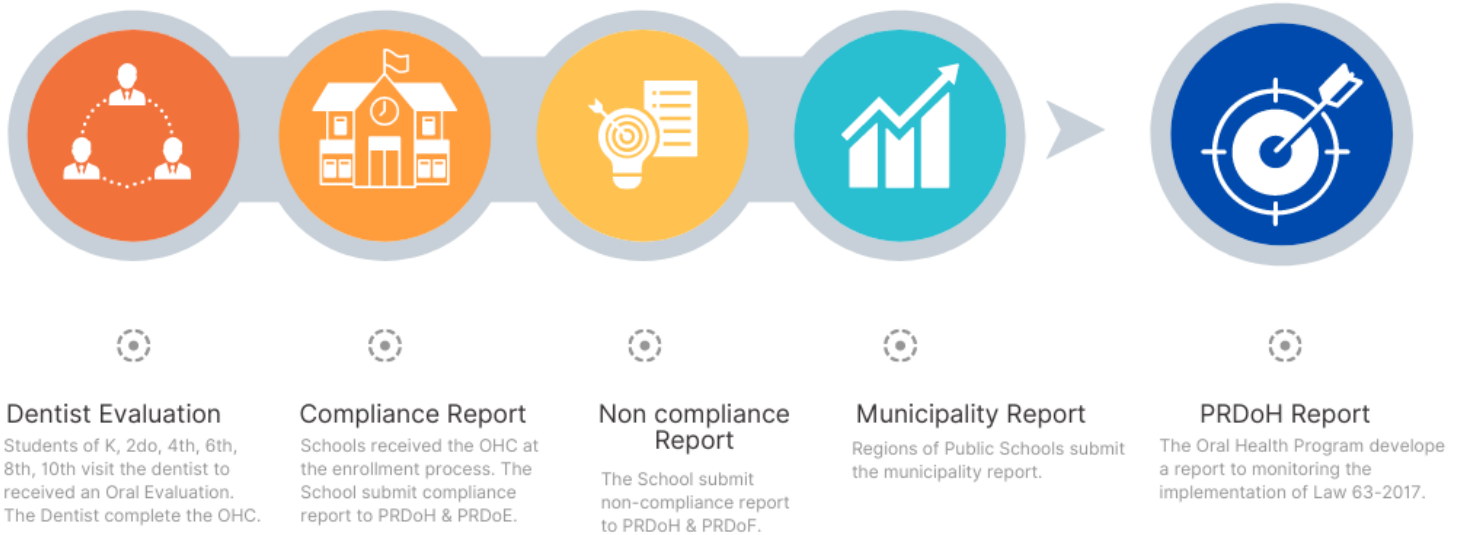 Dentist Evaluation
Students of K, 2do, 4th, 6th,
8th, 10th visit the dentist to
received an Oral Evaluation.
The Dentist complete the OHC.
Compliance Report
Schools received the OHC at
the enrollment process. The
School submit compliance
report to PRDoH & PRDoE.
Non compliance
Report
The School submit
non-compliance report
to PRDoH & PRDoF.
Municipality Report
Regions of Public Schools submit
the municipality report.
PRDoH Report
The Oral Health Program develope
a report to monitoring the
implementation of Law 63-2017.